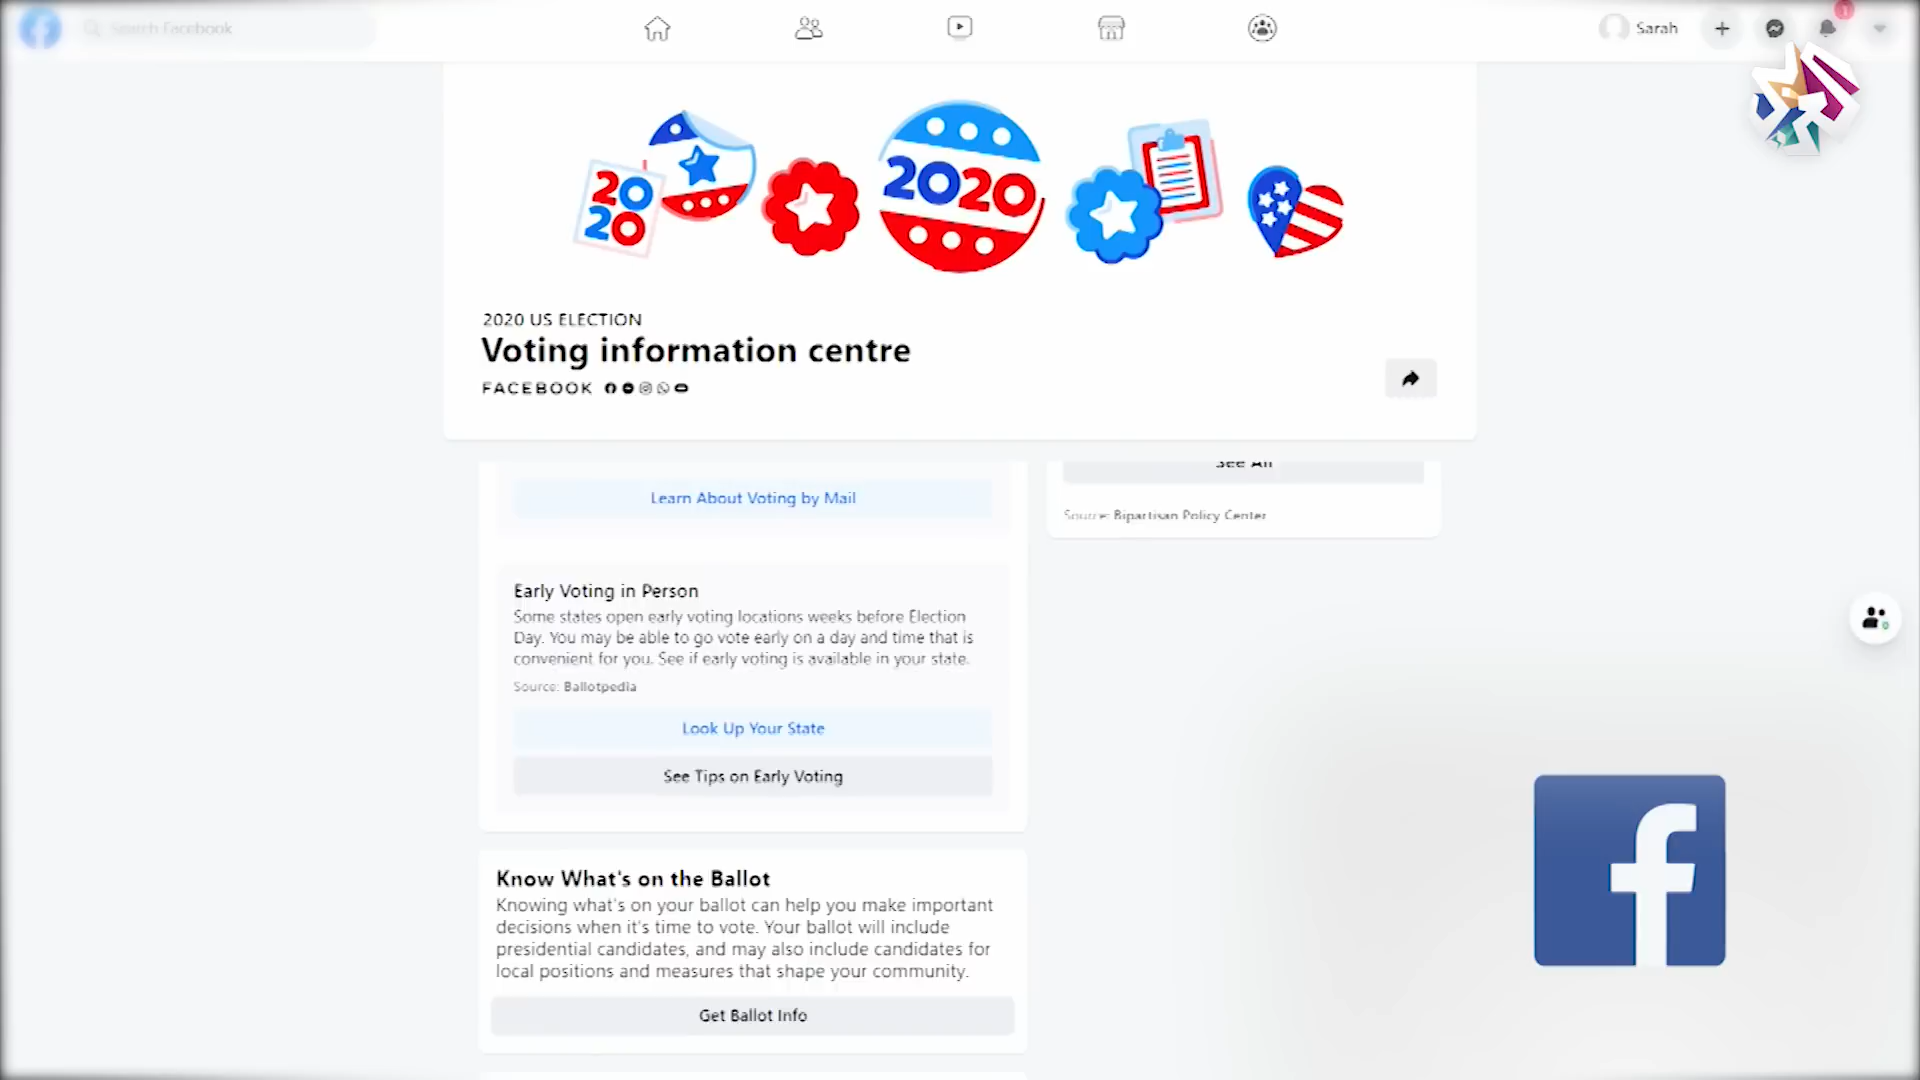 Search Facebook
Sarah
1
20
20
2020
2020 US ELECTION
Voting information centre
FACEBOOK
Learn About Voting by Mail
See All
Source: Bipartisan Policy Center
Early Voting in Person
Some states open early voting locations weeks before Election
Day. You may be able to go vote early on a day and time that is
convenient for you. See if early voting is available in your state.
Source: Ballotpedia
Look Up Your State
See Tips on Early Voting
Know What's on the Ballot
Knowing what's on your ballot can help you make important
decisions when it's time to vote. Your ballot will include
presidential candidates, and may also include candidates for
local positions and measures that shape your community.
Get Ballot Info